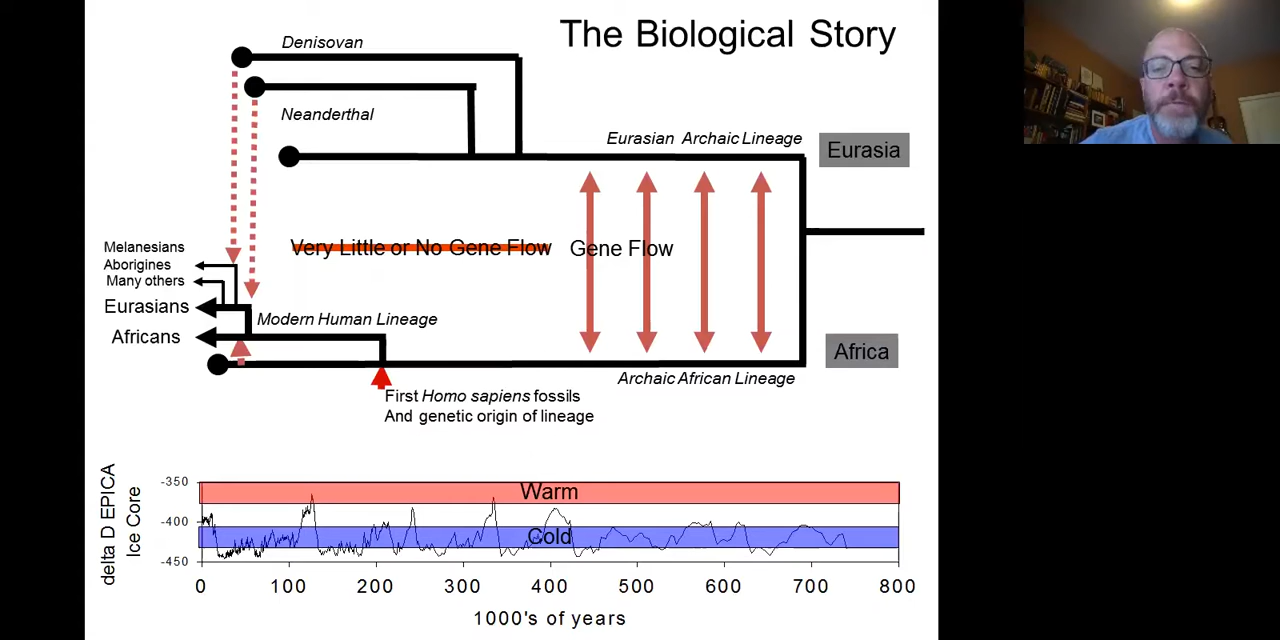 The Biological Story
Denisovan
Neanderthal
Eurasian Archaic Lineage
Eurasia
Very Little or No Gene Flow
Gene Flow
Melanesians
Aborigines
Many others
Eurasians
Modern Human Lineage
Africans
Africa
Archaic African Lineage
First Homo sapiens fossils
And genetic origin of lineage
delta D EPICA
Ice Core
-350
-400
-450
Warm
Cold
0 100 200 300 400 500 600 700 800
1000's of years